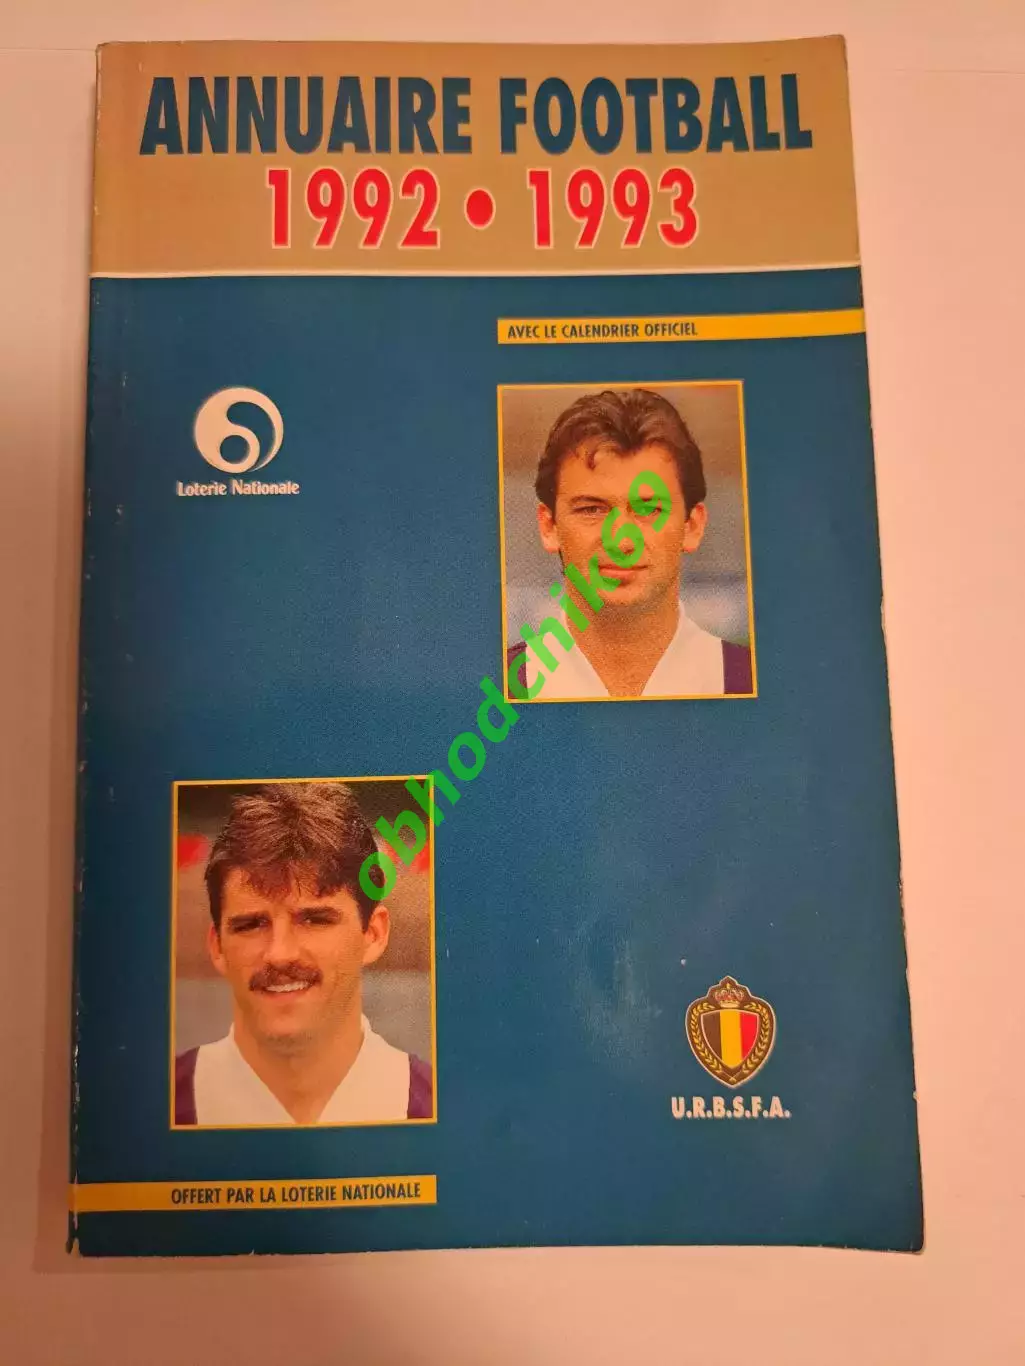 ANNUAIRE FOOTBALL
1992 • 1993
AVEC LE CALENDRIER OFFICIEL
Loterie Nationale
obhodchik69
U.R.B.S.F.A.
OFFERT PAR LA LOTERIE NATIONALE